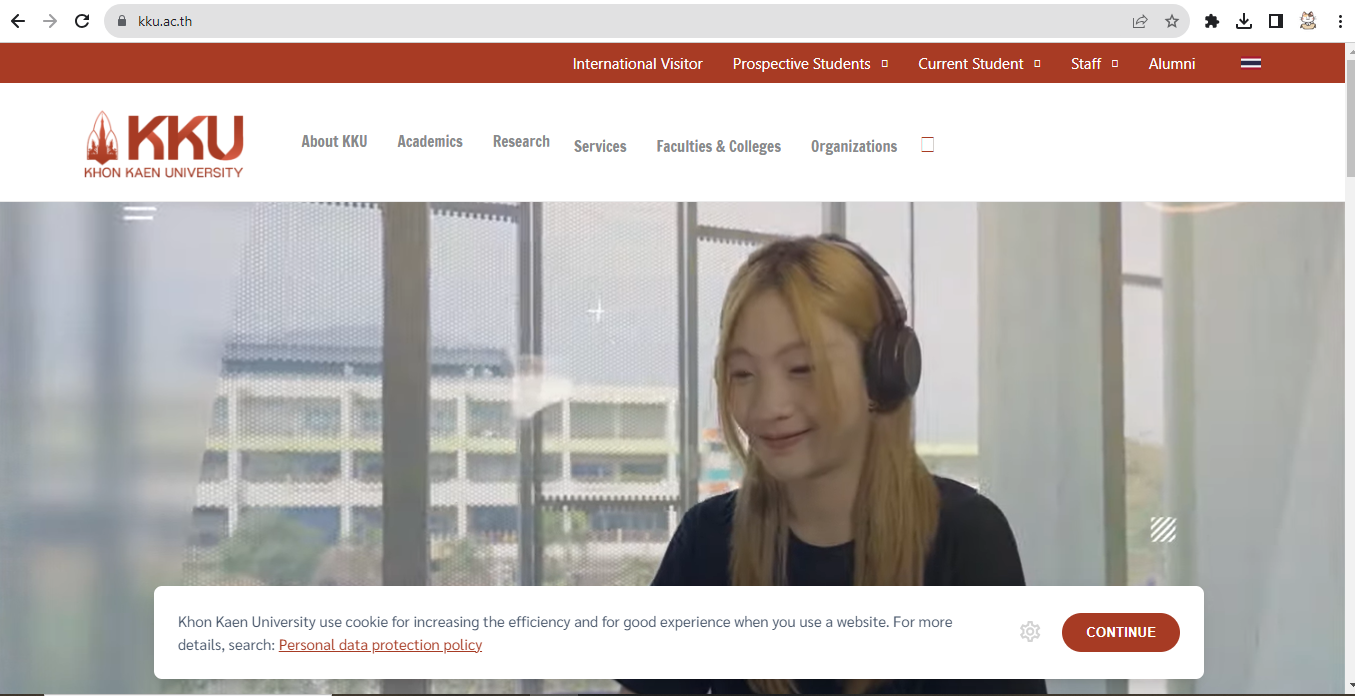 kku.ac.th
International Visitor Prospective Students Current Student Staff Alumni
KKU
KHON KAEN UNIVERSITY
About KKU Academics Research Services Faculties & Colleges Organizations
Khon Kaen University use cookie for increasing the efficiency and for good experience when you use a website. For more
details, search: Personal data protection policy
CONTINUE